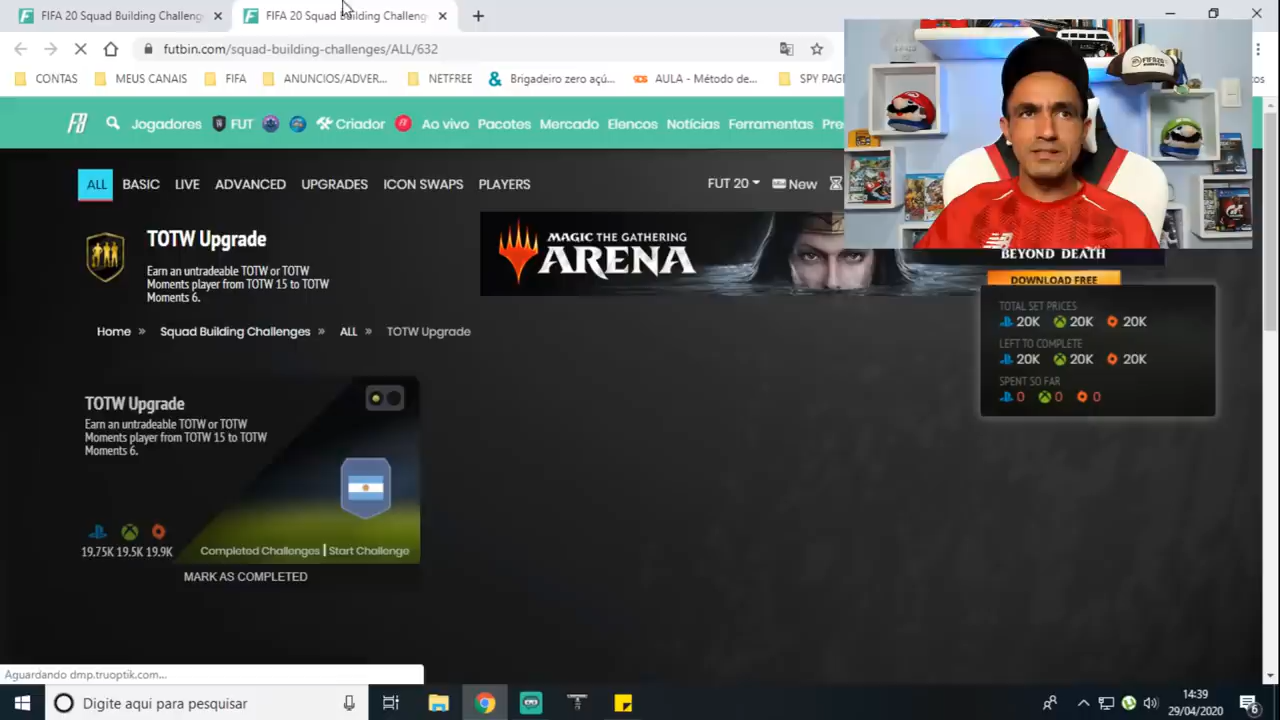 FIFA 20 Squad Building Challeng
FIFA 20 Squad Building Challeng
futbin.com/squad-building-challenges/ALL/632
CONTAS
MEUS CANAIS
FIFA
ANUNCIOS/ADVER...
NETFREE
Brigadeiro zero açú...
AULA - Método de...
SPY PAG
Jogado
FUT
Criador
Ao vivo
Pacotes
Mercado
Elencos
Notícias
Ferramentas
Pre
ALL
BASIC
LIVE
ADVANCED
UPGRADES
ICON SWAPS
PLAYERS
FUT 20
New
TOTW Upgrade
Earn an untradeable TOTW or TOTW
Moments player from TOTW 15 to TOTW
Moments 6.
MAGIC THE GATHERING
ARENA
BEYOND DEATH
DOWNLOAD FREE
TOTAL SET PRICES
20K 20K 20K
LEFT TO COMPLETE
20K 20K 20K
SPENT SO FAR
0 0 0
Home » Squad Building Challenges » ALL » TOTW Upgrade
TOTW Upgrade
Earn an untradeable TOTW or TOTW
Moments player from TOTW 15 to TOTW
Moments 6.
19.75K 19.5K 19.9K
Completed Challenges | Start Challenge
MARK AS COMPLETED
Aguardando dmp.truoptik.com...
Digite aqui para pesquisar
14:39
29/04/2020
6